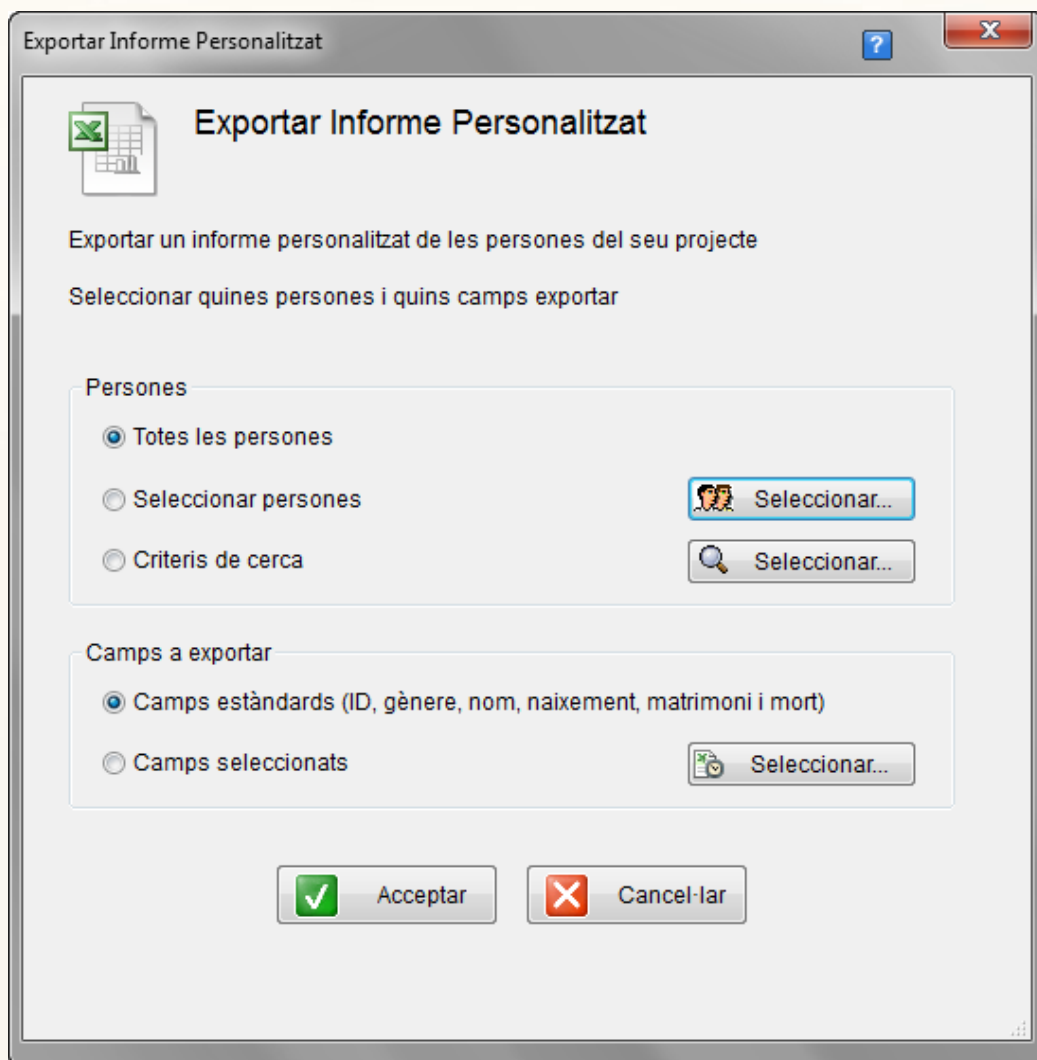 Exportar Informe Personalitzat
?
Exportar Informe Personalitzat
Exportar un informe personalitzat de les persones del seu projecte
Seleccionar quines persones i quins camps exportar
Persones
Totes les persones
Seleccionar persones
Seleccionar...
Criteris de cerca
Seleccionar...
Camps a exportar
Camps estàndards (ID, gènere, nom, naixement, matrimoni i mort)
Camps seleccionats
Seleccionar...
Acceptar
Cancel·lar